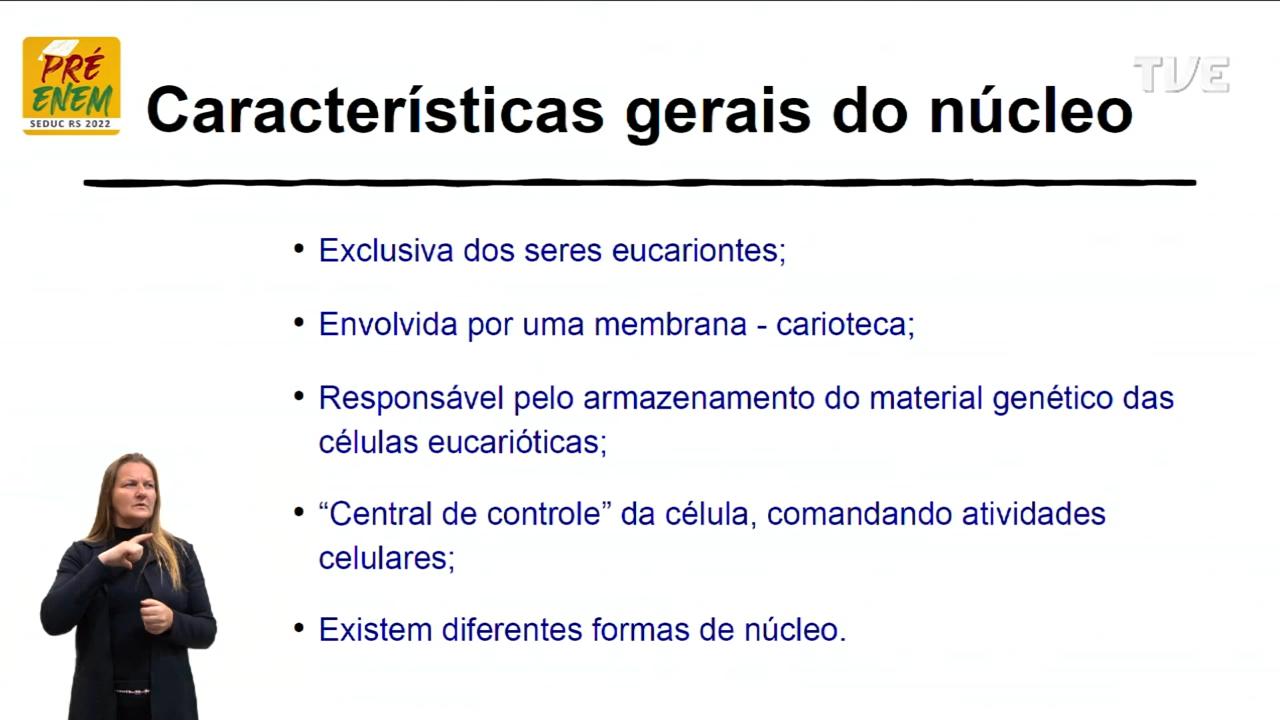 PRÉ
ENEM
SEDUC RS 2022
TVE
Características gerais do núcleo
• Exclusiva dos seres eucariontes;
• Envolvida por uma membrana - carioteca;
• Responsável pelo armazenamento do material genético das
células eucarióticas;
• “Central de controle” da célula, comandando atividades
celulares;
• Existem diferentes formas de núcleo.